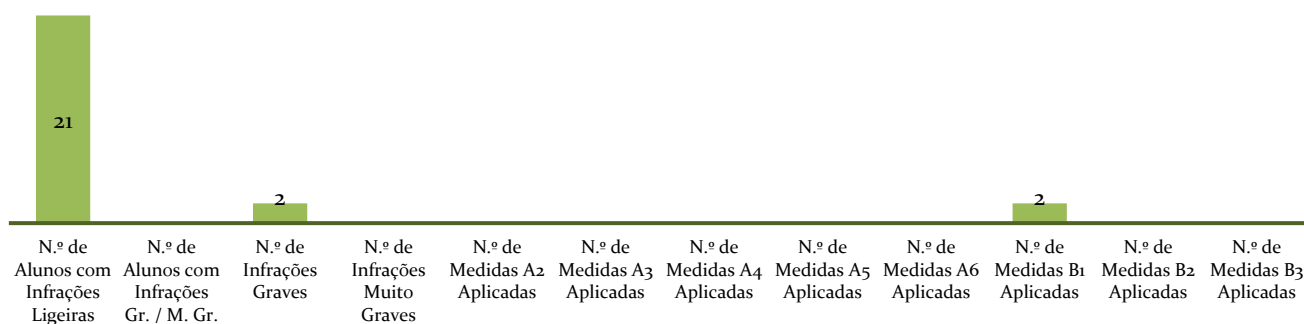 21
2
2
N.º de Alunos com Infrações Ligeiras
N.º de Alunos com Infrações Gr. / M. Gr.
N.º de Infrações Graves
N.º de Infrações Muito Graves
N.º de Medidas A2 Aplicadas
N.º de Medidas A3 Aplicadas
N.º de Medidas A4 Aplicadas
N.º de Medidas A5 Aplicadas
N.º de Medidas A6 Aplicadas
N.º de Medidas B1 Aplicadas
N.º de Medidas B2 Aplicadas
N.º de Medidas B3 Aplicadas